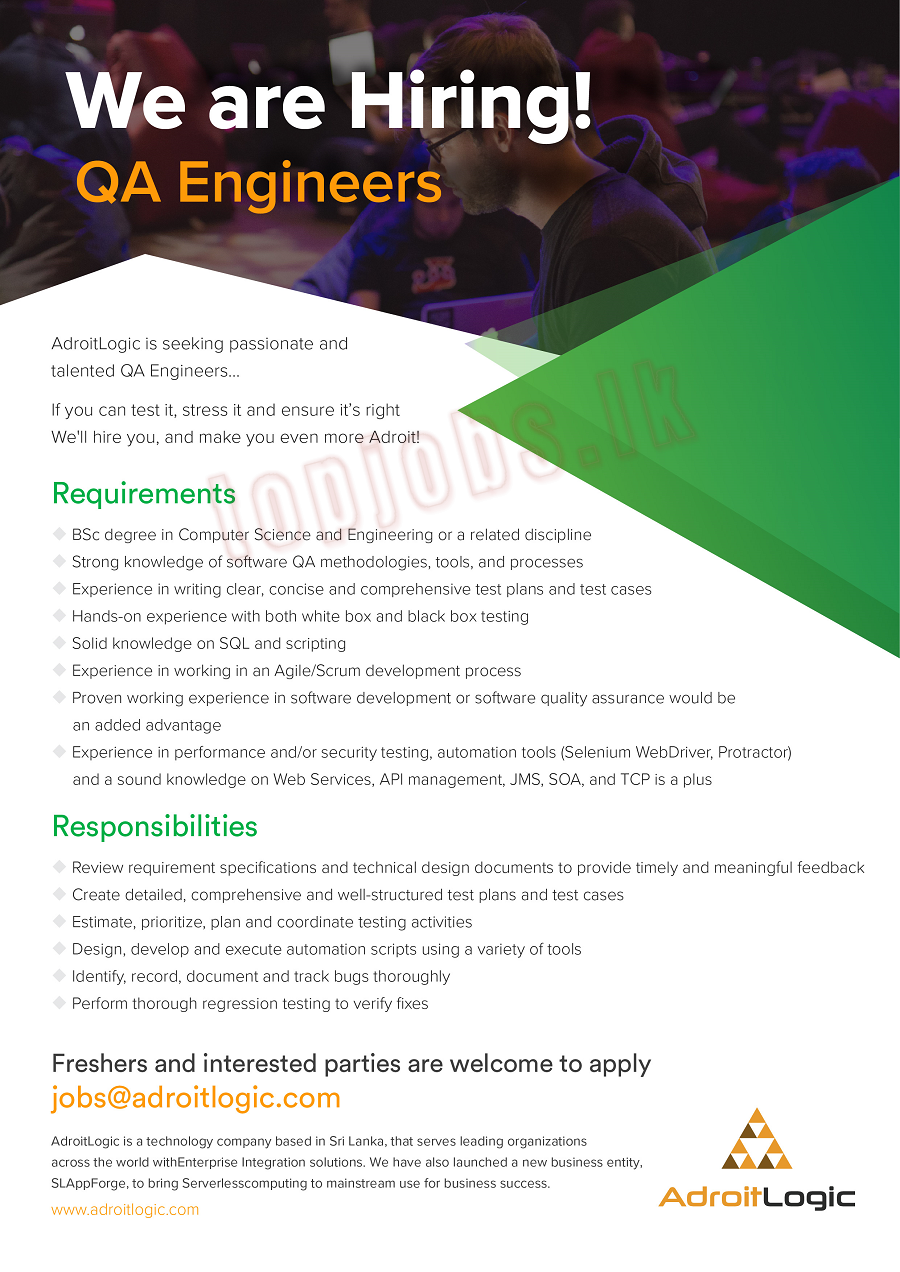 We are Hiring!
QA Engineers
AdroitLogic is seeking passionate and
talented QA Engineers...
If you can test it, stress it and ensure it's right
We'll hire you, and make you even more Adroit!
topjobs.lk
Requirements
BSc degree in Computer Science and Engineering or a related discipline
Strong knowledge of software QA methodologies, tools, and processes
Experience in writing clear, concise and comprehensive test plans and test cases
Hands-on experience with both white box and black box testing
Solid knowledge on SQL and scripting
Experience in working in an Agile/Scrum development process
Proven working experience in software development or software quality assurance would be
an added advantage
Experience in performance and/or security testing, automation tools (Selenium WebDriver, Protractor)
and a sound knowledge on Web Services, API management, JMS, SOA, and TCP is a plus
Responsibilities
Review requirement specifications and technical design documents to provide timely and meaningful feedback
Create detailed, comprehensive and well-structured test plans and test cases
Estimate, prioritize, plan and coordinate testing activities
Design, develop and execute automation scripts using a variety of tools
Identify, record, document and track bugs thoroughly
Perform thorough regression testing to verify fixes
Freshers and interested parties are welcome to apply
jobs@adroitlogic.com
AdroitLogic is a technology company based in Sri Lanka, that serves leading organizations
across the world withEnterprise Integration solutions. We have also launched a new business entity,
SLAppForge, to bring Serverlesscomputing to mainstream use for business success.
www.adroitlogic.com
AdroitLogic